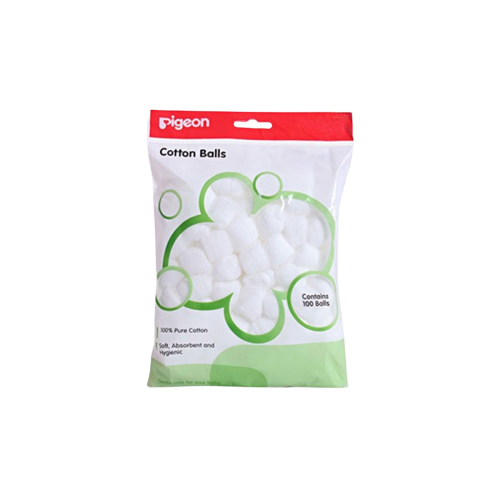 Pigeon
Cotton Balls
Contains
100 Balls
100% Pure Cotton
Soft, Absorbent and
Hygienic